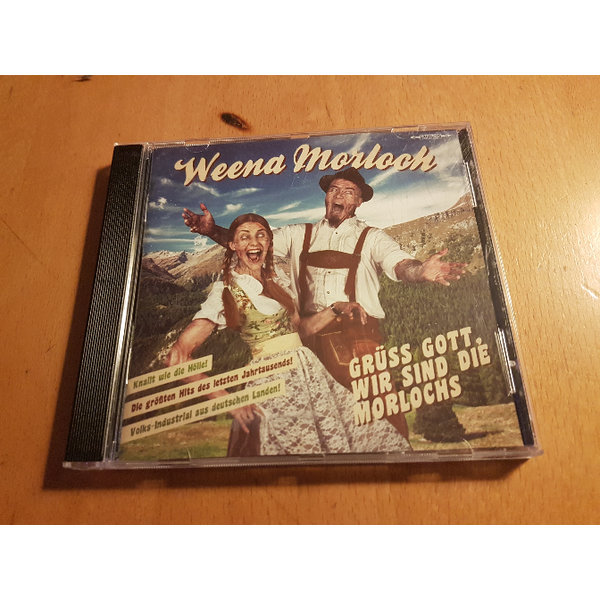 Weena Morloch
Knallt wie die Hölle!
Die größten Hits des letzten Jahrtausends!
Volks-Industrial aus deutschen Landen!
GRÜSS GOTT,
WIR SIND DIE
MORLOCHS